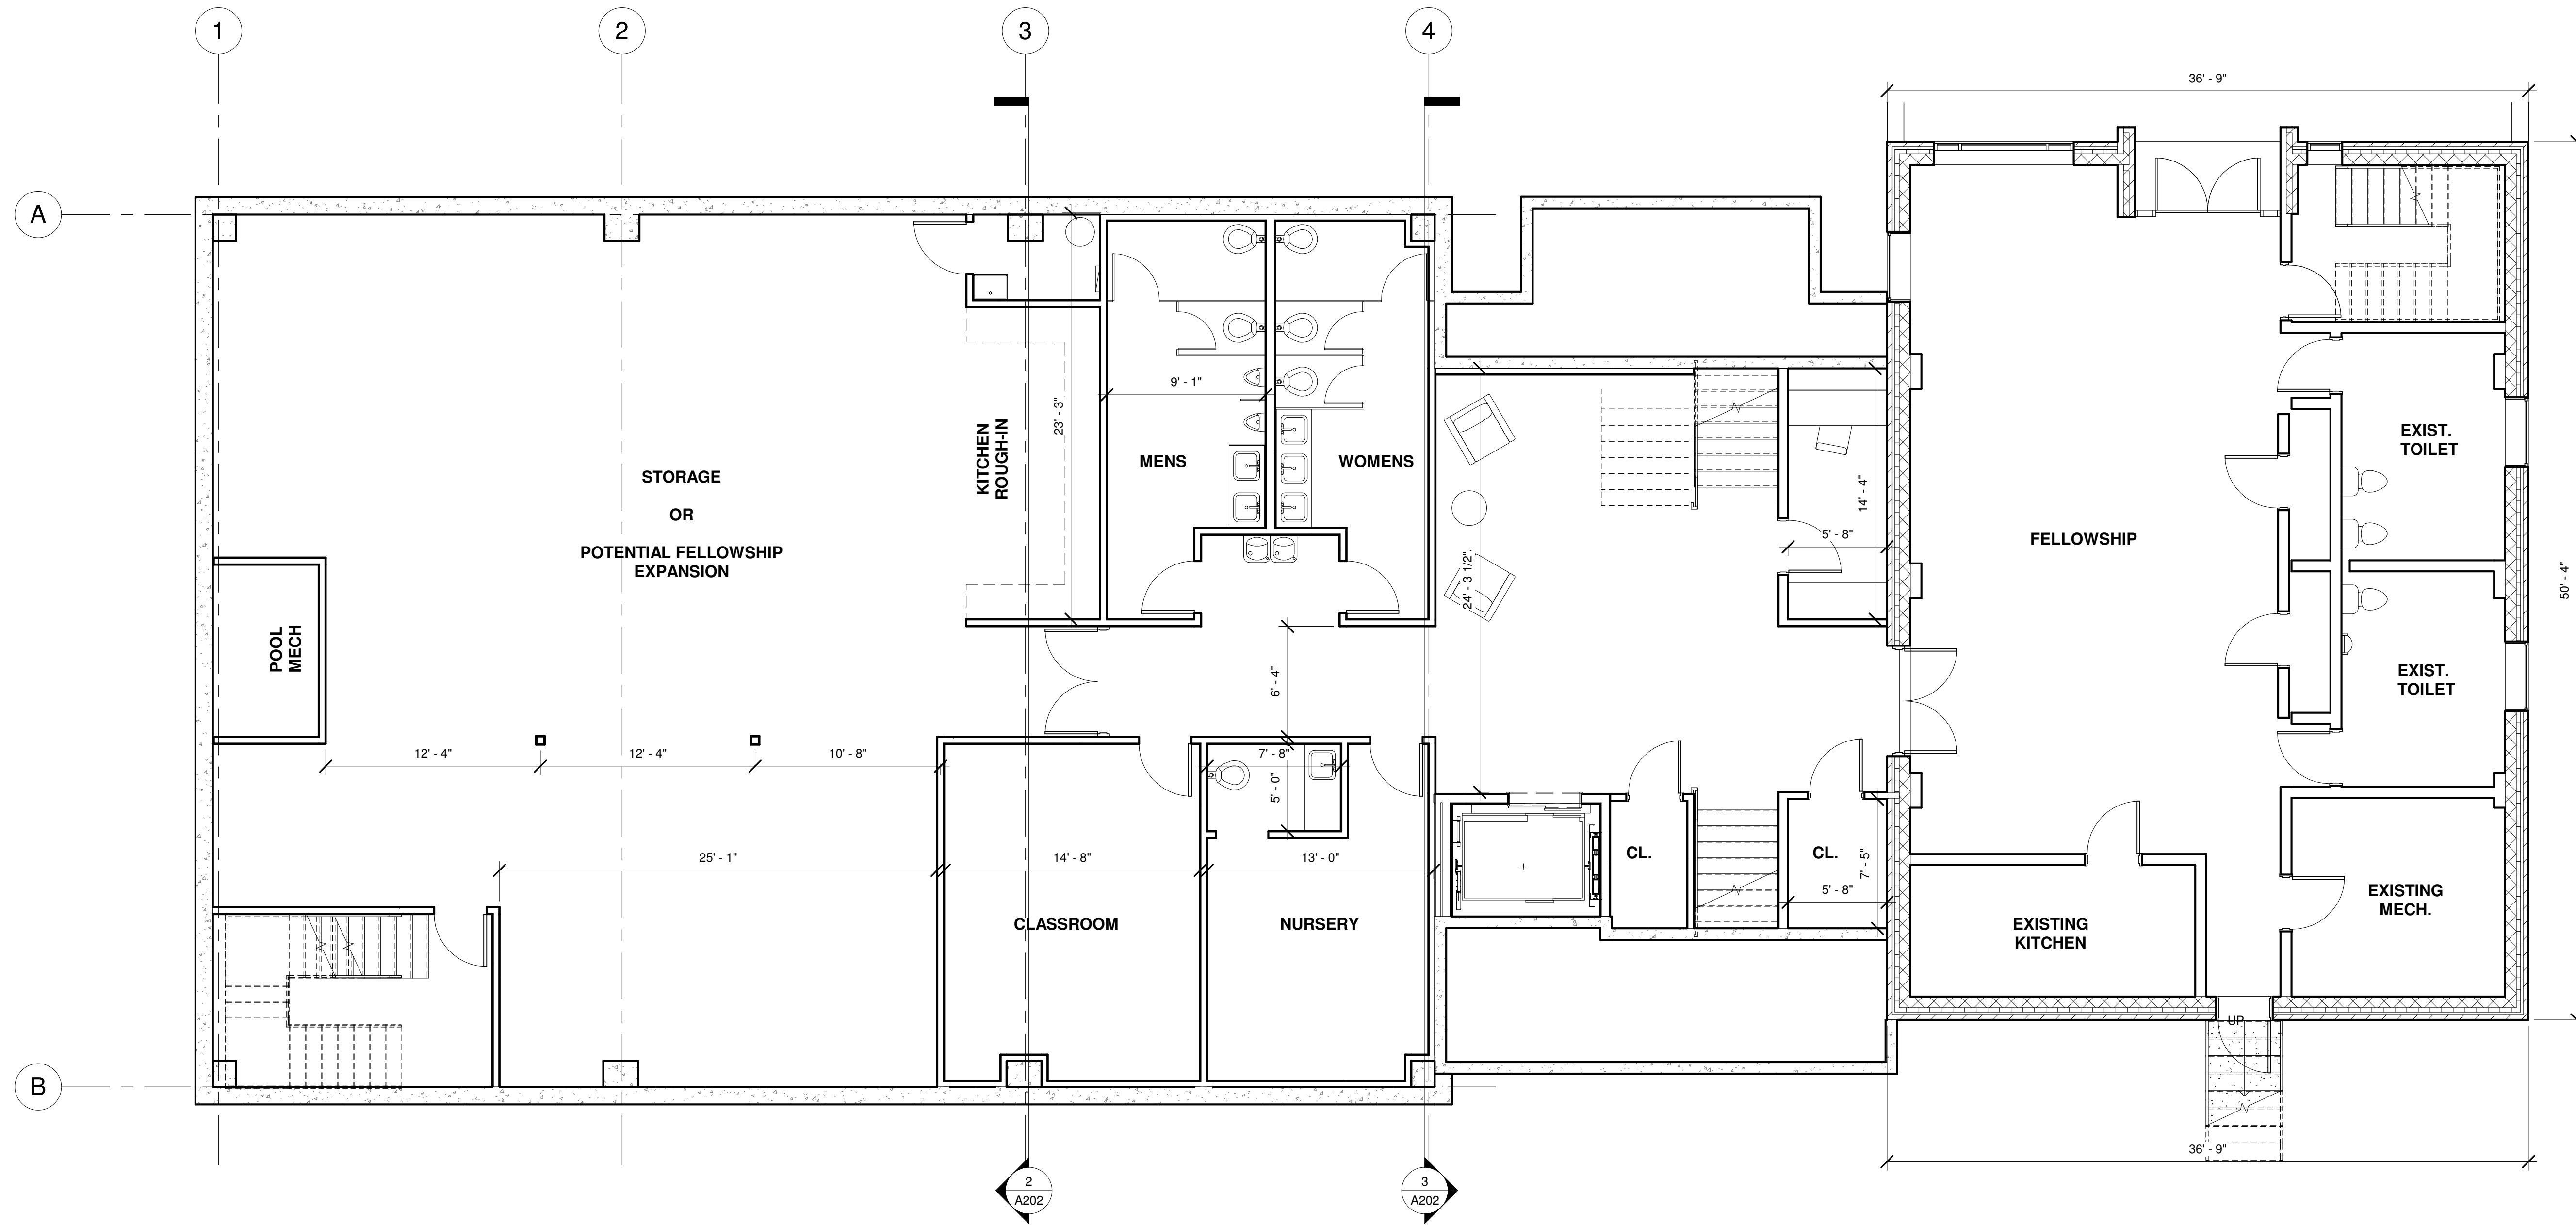 1
2
3
4
36' - 9"
A
9' - 1"
23' - 3"
KITCHEN
ROUGH-IN
MENS
WOMENS
STORAGE
OR
POTENTIAL FELLOWSHIP
EXPANSION
14' - 4"
5' - 8"
24' - 3 1/2"
FELLOWSHIP
EXIST.
TOILET
50' - 4"
POOL
MECH
6' - 4"
EXIST.
TOILET
12' - 4"
12' - 4"
10' - 8"
7' - 8"
5' - 0"
25' - 1"
14' - 8"
13' - 0"
CL.
CL.
7' - 5"
5' - 8"
CLASSROOM
NURSERY
EXISTING
KITCHEN
EXISTING
MECH.
UP
B
36' - 9"
2
A202
3
A202